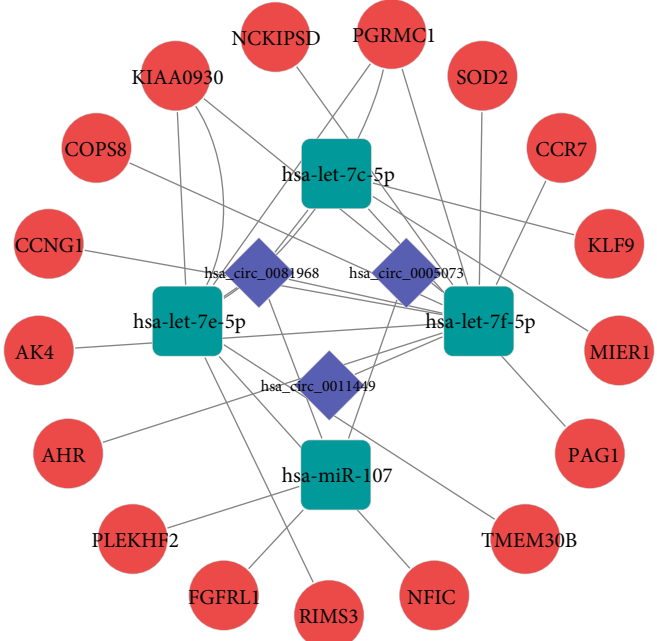 NCKIPSD
PGRMC1
KIAA0930
SOD2
COPS8
CCR7
hsa-let-7c-5p
CCNG1
KLF9
hsa_circ_0081968
hsa_circ_0005073
hsa-let-7e-5p
hsa-let-7f-5p
AK4
MIER1
hsa_circ_0011449
AHR
PAG1
hsa-miR-107
PLEKHF2
TMEM30B
FGFRL1
NFIC
RIMS3